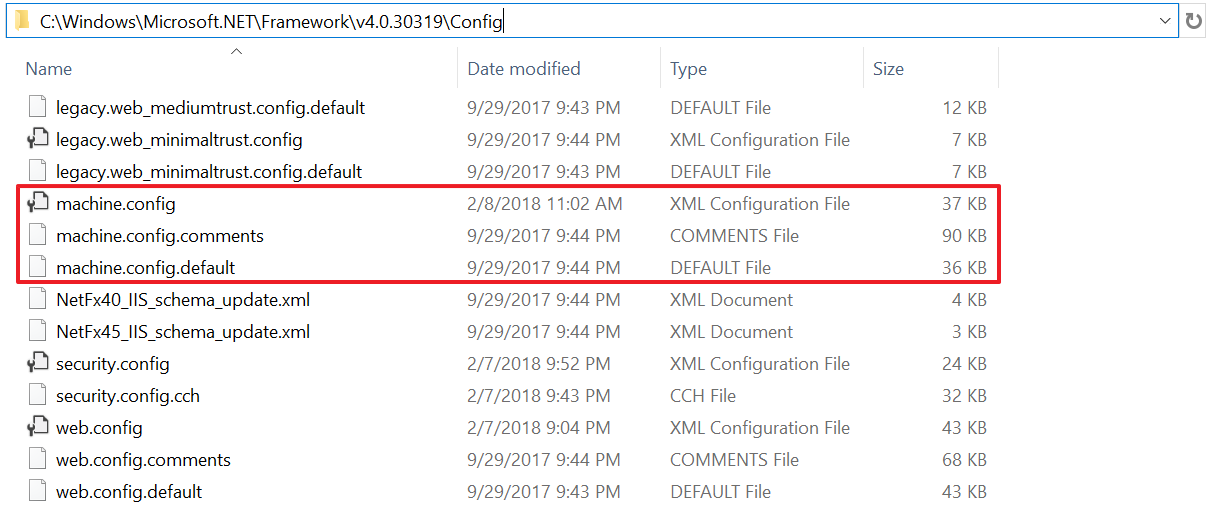 C:\Windows\Microsoft.NET\Framework\v4.0.30319\Config
Name Date modified Type Size
legacy.web_mediumtrust.config.default 9/29/2017 9:43 PM DEFAULT File 12 KB
legacy.web_minimaltrust.config 9/29/2017 9:44 PM XML Configuration File 7 KB
legacy.web_minimaltrust.config.default 9/29/2017 9:43 PM DEFAULT File 7 KB
machine.config 2/8/2018 11:02 AM XML Configuration File 37 KB
machine.config.comments 9/29/2017 9:44 PM COMMENTS File 90 KB
machine.config.default 9/29/2017 9:44 PM DEFAULT File 36 KB
NetFx40_IIS_schema_update.xml 9/29/2017 9:44 PM XML Document 4 KB
NetFx45_IIS_schema_update.xml 9/29/2017 9:44 PM XML Document 3 KB
security.config 2/7/2018 9:52 PM XML Configuration File 24 KB
security.config.cch 2/7/2018 9:43 PM CCH File 32 KB
web.config 2/7/2018 9:04 PM XML Configuration File 43 KB
web.config.comments 9/29/2017 9:44 PM COMMENTS File 68 KB
web.config.default 9/29/2017 9:43 PM DEFAULT File 43 KB